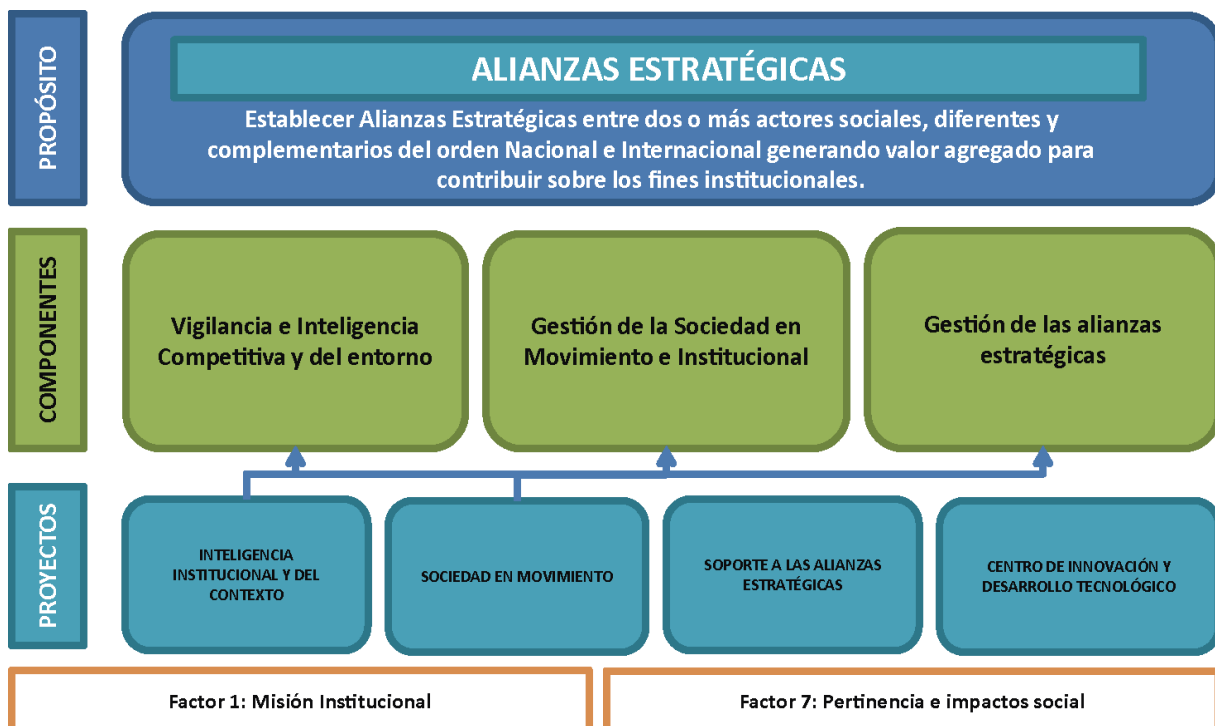 PROPÓSITO
ALIANZAS ESTRATÉGICAS
Establecer Alianzas Estratégicas entre dos o más actores sociales, diferentes y
complementarios del orden Nacional e Internacional generando valor agregado para
contribuir sobre los fines institucionales.
COMPONENTES
Vigilancia e Inteligencia
Competitiva y del entorno
Gestión de la Sociedad en
Movimiento e Institucional
Gestión de las alianzas
estratégicas
PROYECTOS
INTELIGENCIA
INSTITUCIONAL Y DEL
CONTEXTO
SOCIEDAD EN MOVIMIENTO
SOPORTE A LAS ALIANZAS
ESTRATÉGICAS
CENTRO DE INNOVACIÓN Y
DESARROLLO TECNOLÓGICO
Factor 1: Misión Institucional
Factor 7: Pertinencia e impactos social